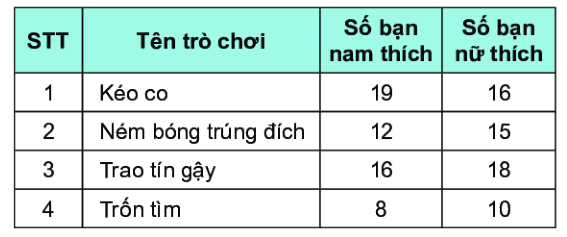 STT Tên trò chơi Số bạn nam thích Số bạn nữ thích
1 Kéo co 19 16
2 Ném bóng trúng đích 12 15
3 Trao tín gậy 16 18
4 Trốn tìm 8 10